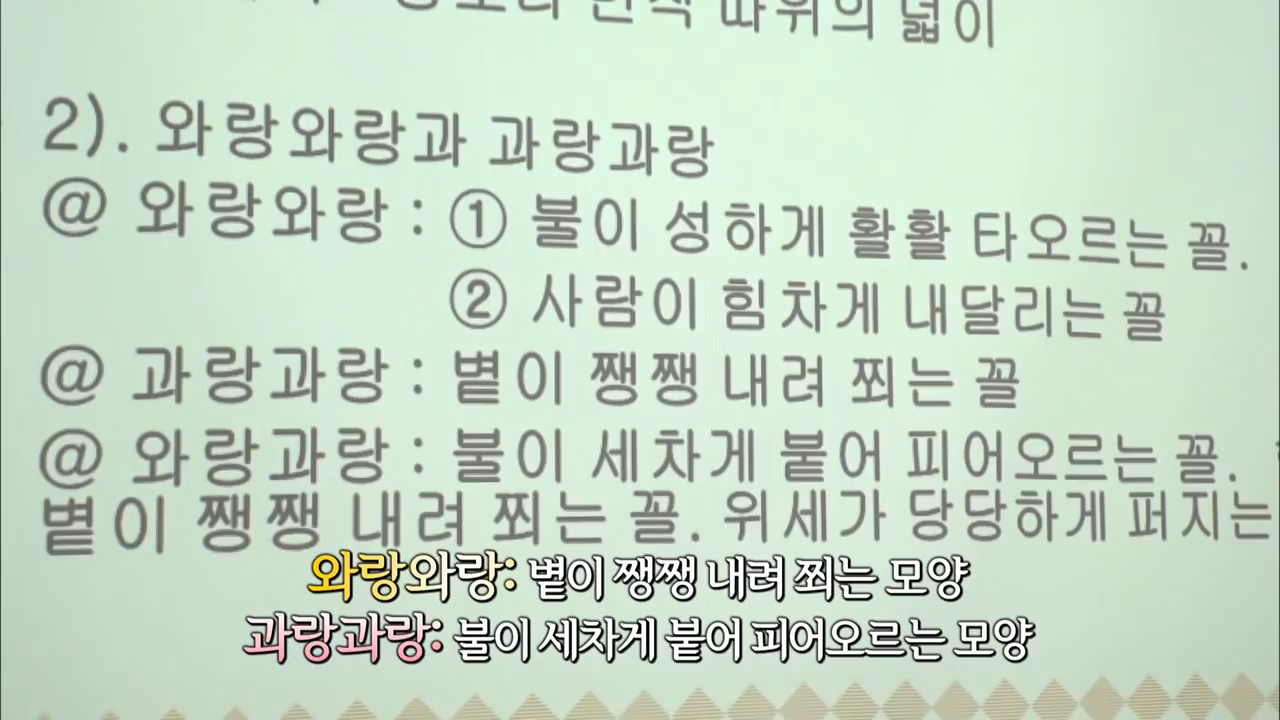 따위의 넓이
2). 와랑와랑과 과랑과랑
@ 와랑와랑 : ① 불이 성하게 활활 타오르는 꼴.
② 사람이 힘차게 내달리는 꼴
@ 과랑과랑 : 볕이 쨍쨍 내려 쬐는 꼴
@ 와랑과랑 : 불이 세차게 붙어 피어오르는 꼴.
볕이 쨍쨍 내려 쬐는 꼴. 위세가 당당하게 퍼지는
와랑와랑: 볕이 쨍쨍 내려 쬐는 모양
과랑과랑: 불이 세차게 붙어 피어오르는 모양